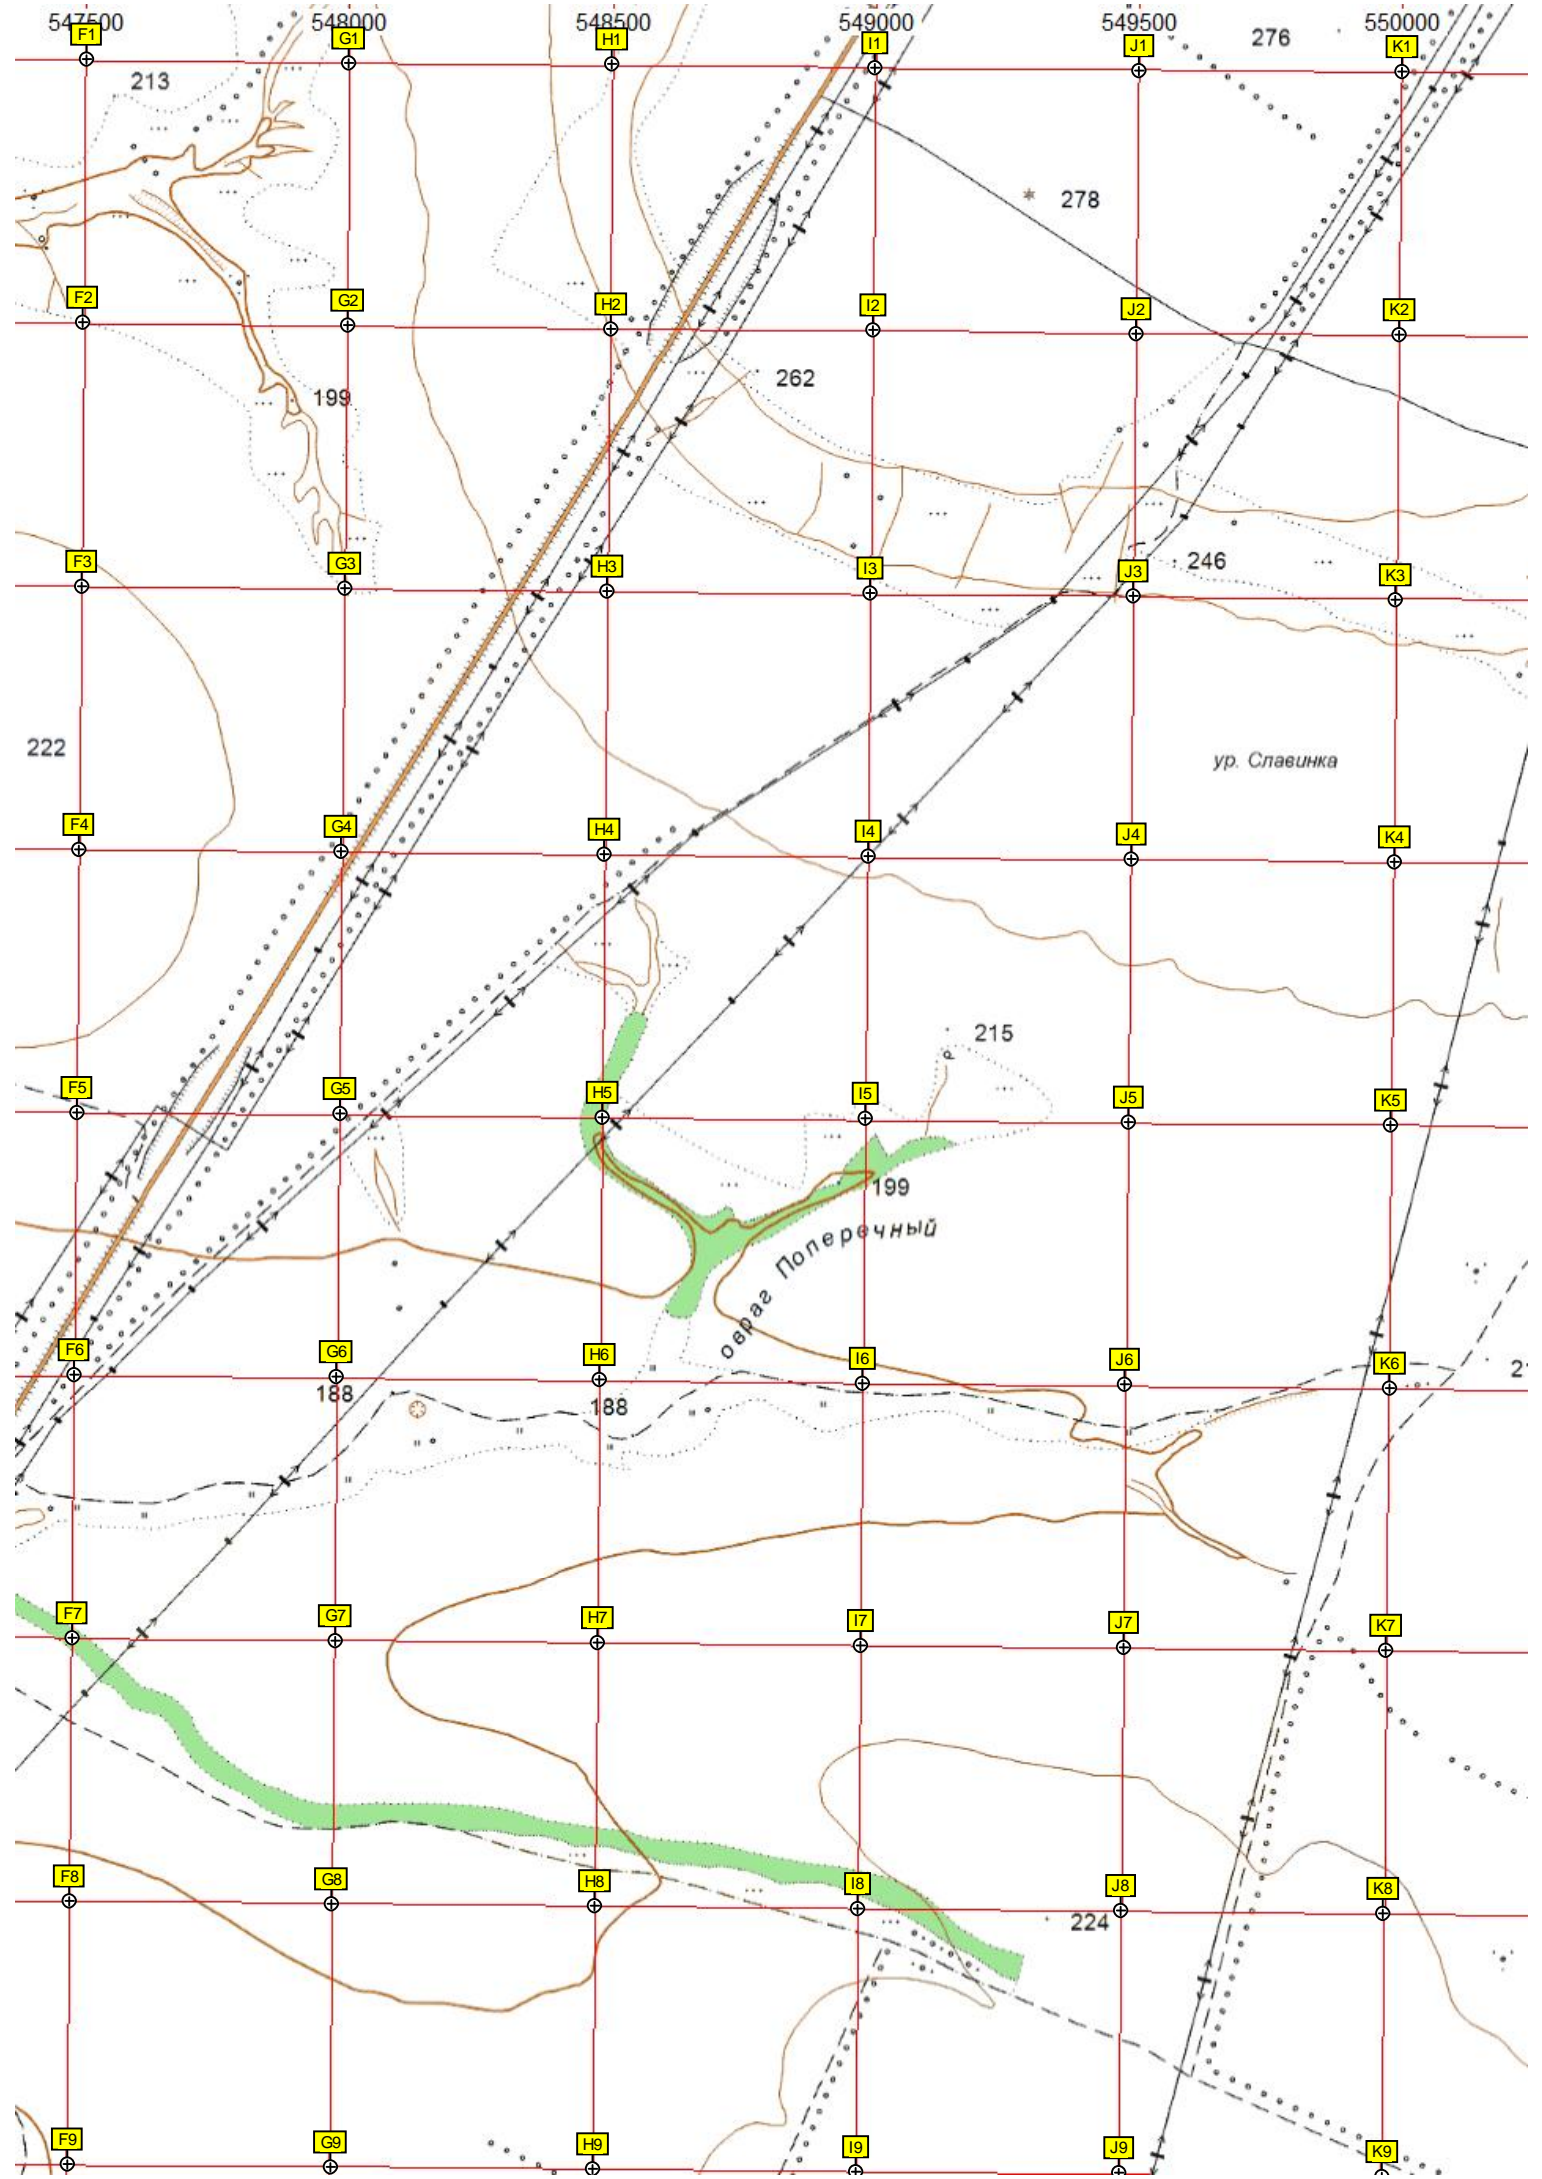 547500 548000 548500 549000 549500 550000
F1 G1 H1 I1 J1 K1
276
213
278
F2 G2 H2 I2 J2 K2
262
199
246
F3 G3 H3 I3 J3 K3
222
ур. Славинка
F4 G4 H4 I4 J4 K4
215
F5 G5 H5 I5 J5 K5
199
овраг Поперечный
F6 G6 H6 I6 J6 K6
188
188
F7 G7 H7 I7 J7 K7
F8 G8 H8 I8 J8 K8
224
F9 G9 H9 I9 J9 K9